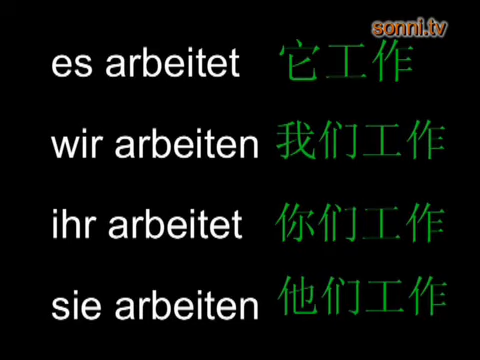 sonni.tv
es arbeitet 它工作
wir arbeiten 我们工作
ihr arbeitet 你们工作
sie arbeiten 他们工作